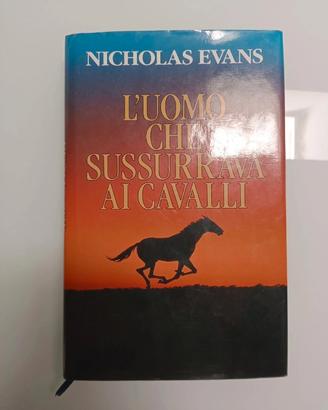 NICHOLAS EVANS
L'UOMO
CHE
SUSSURRAVA
AI CAVALLI